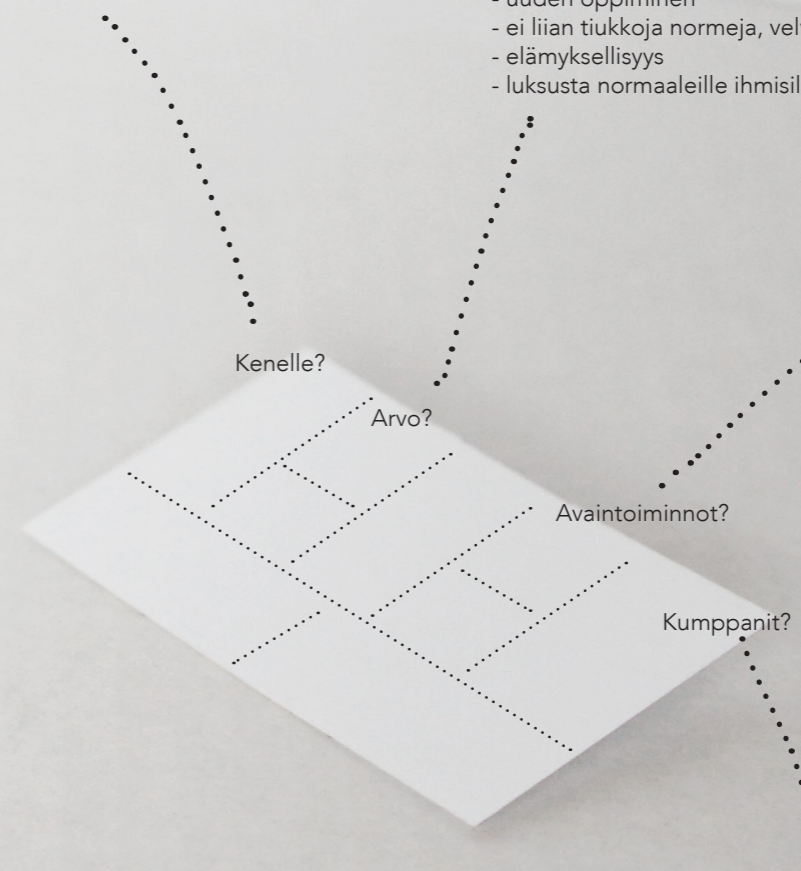 - uuden oppiminen
- ei liian tiukkoja normeja,
- elämyksellisyys
- luksusta normaaleille
Kenelle?
Arvo?
Avaintoiminnot?
Kumppanit?